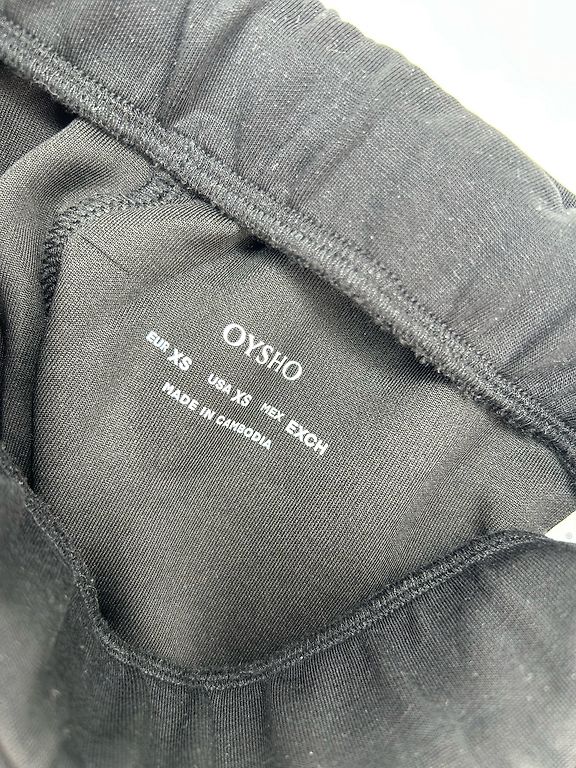 OYSHO
EUR XS USA XS MEX EXCH
MADE IN CAMBODIA